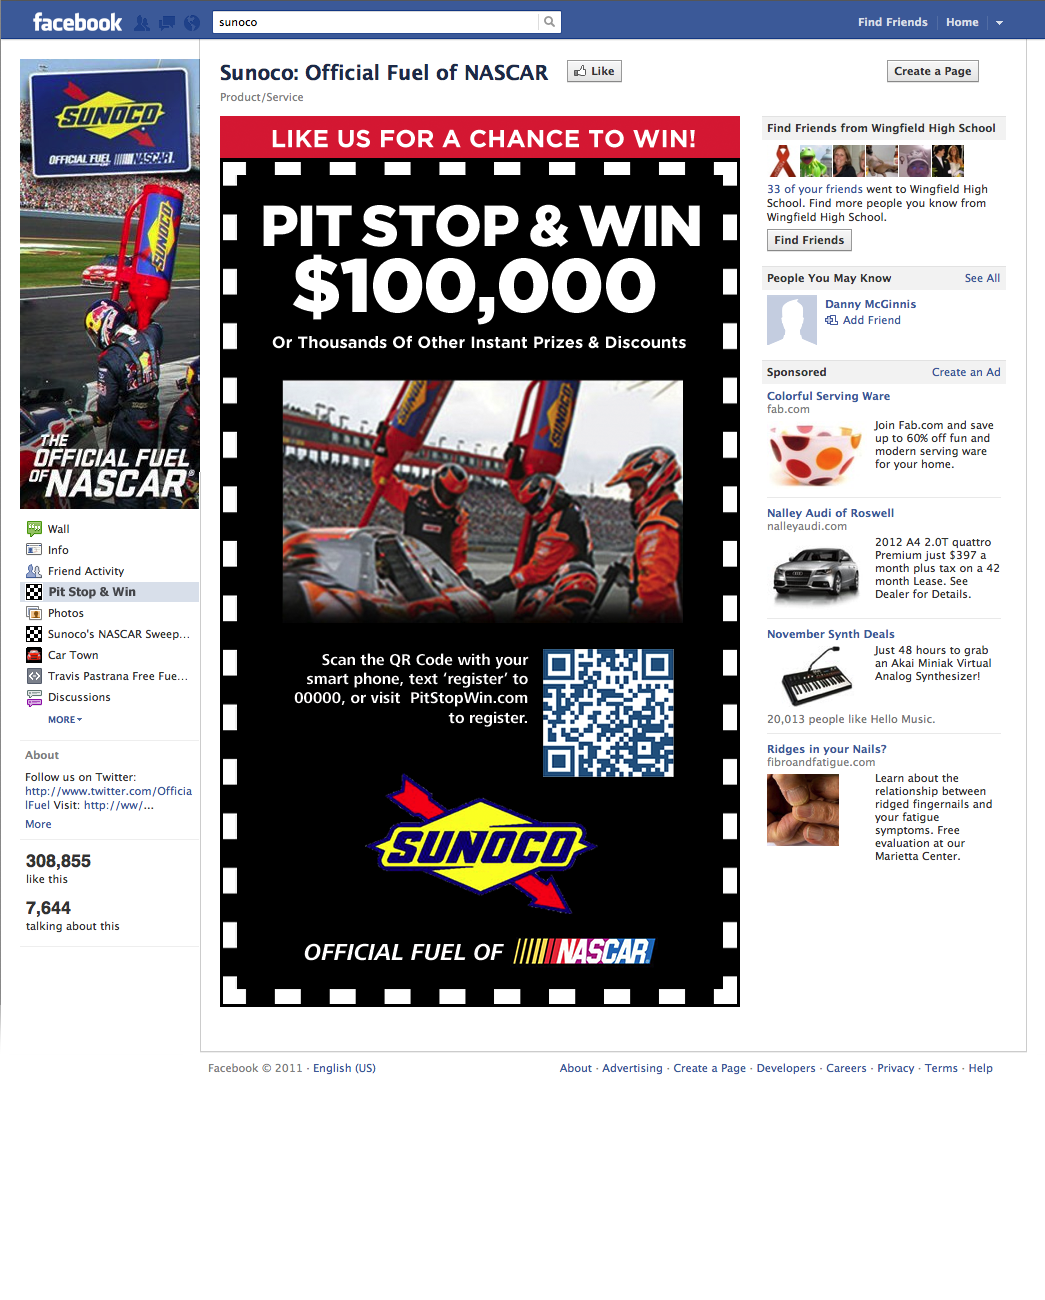 facebook
sunoco
Find Friends
Home
SUNOCO
OFFICIAL FUEL NASCAR.
SUNOCO
THE
OFFICIAL FUEL
OF NASCAR®
Wall
Info
Friend Activity
Pit Stop & Win
Photos
Sunoco's NASCAR Sweep...
Car Town
Travis Pastrana Free Fue...
Discussions
MORE
About
Follow us on Twitter:
http://www.twitter.com/Officia
lFuel Visit: http://ww/...
More
308,855
like this
7,644
talking about this
Sunoco: Official Fuel of NASCAR
Like
Create a Page
Product/Service
LIKE US FOR A CHANCE TO WIN!
PIT STOP & WIN
$100,000
Or Thousands Of Other Instant Prizes & Discounts
SUNOCO
SUNOCO
Scan the QR Code with your
smart phone, text ‘register’ to
00000, or visit PitStopWin.com
to register.
SUNOCO
OFFICIAL FUEL OF NASCAR.
Find Friends from Wingfield High School
33 of your friends went to Wingfield High
School. Find more people you know from
Wingfield High School.
Find Friends
People You May Know
See All
Danny McGinnis
Add Friend
Sponsored
Create an Ad
Colorful Serving Ware
fab.com
Join Fab.com and save
up to 60% off fun and
modern serving ware
for your home.
Nalley Audi of Roswell
nalleyaudi.com
2012 A4 2.0T quattro
Premium just $397 a
month plus tax on a 42
month Lease. See
Dealer for Details.
November Synth Deals
Just 48 hours to grab
an Akai Miniak Virtual
Analog Synthesizer!
20,013 people like Hello Music.
Ridges in your Nails?
fibroandfatigue.com
Learn about the
relationship between
ridged fingernails and
your fatigue
symptoms. Free
evaluation at our
Marietta Center.
Facebook © 2011 · English (US)
About · Advertising · Create a Page · Developers · Careers · Privacy · Terms · Help